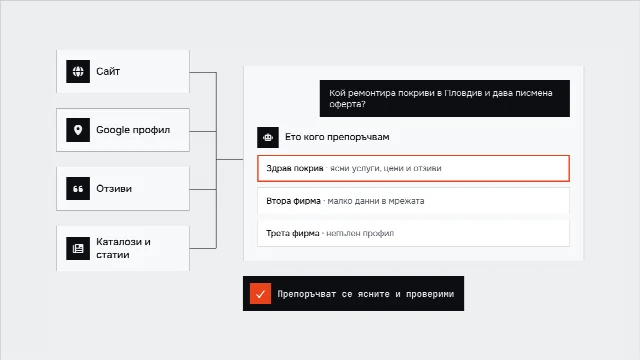 Сайт
Google профил
Отзиви
Каталози и
статии
Кой ремонтира покриви в Пловдив и дава писмена
оферта?
Ето кого препоръчвам
Здрав покрив · ясни услуги, цени и отзиви
Втора фирма · малко данни в мрежата
Трета фирма · непълен профил
Препоръчват се ясните и проверими